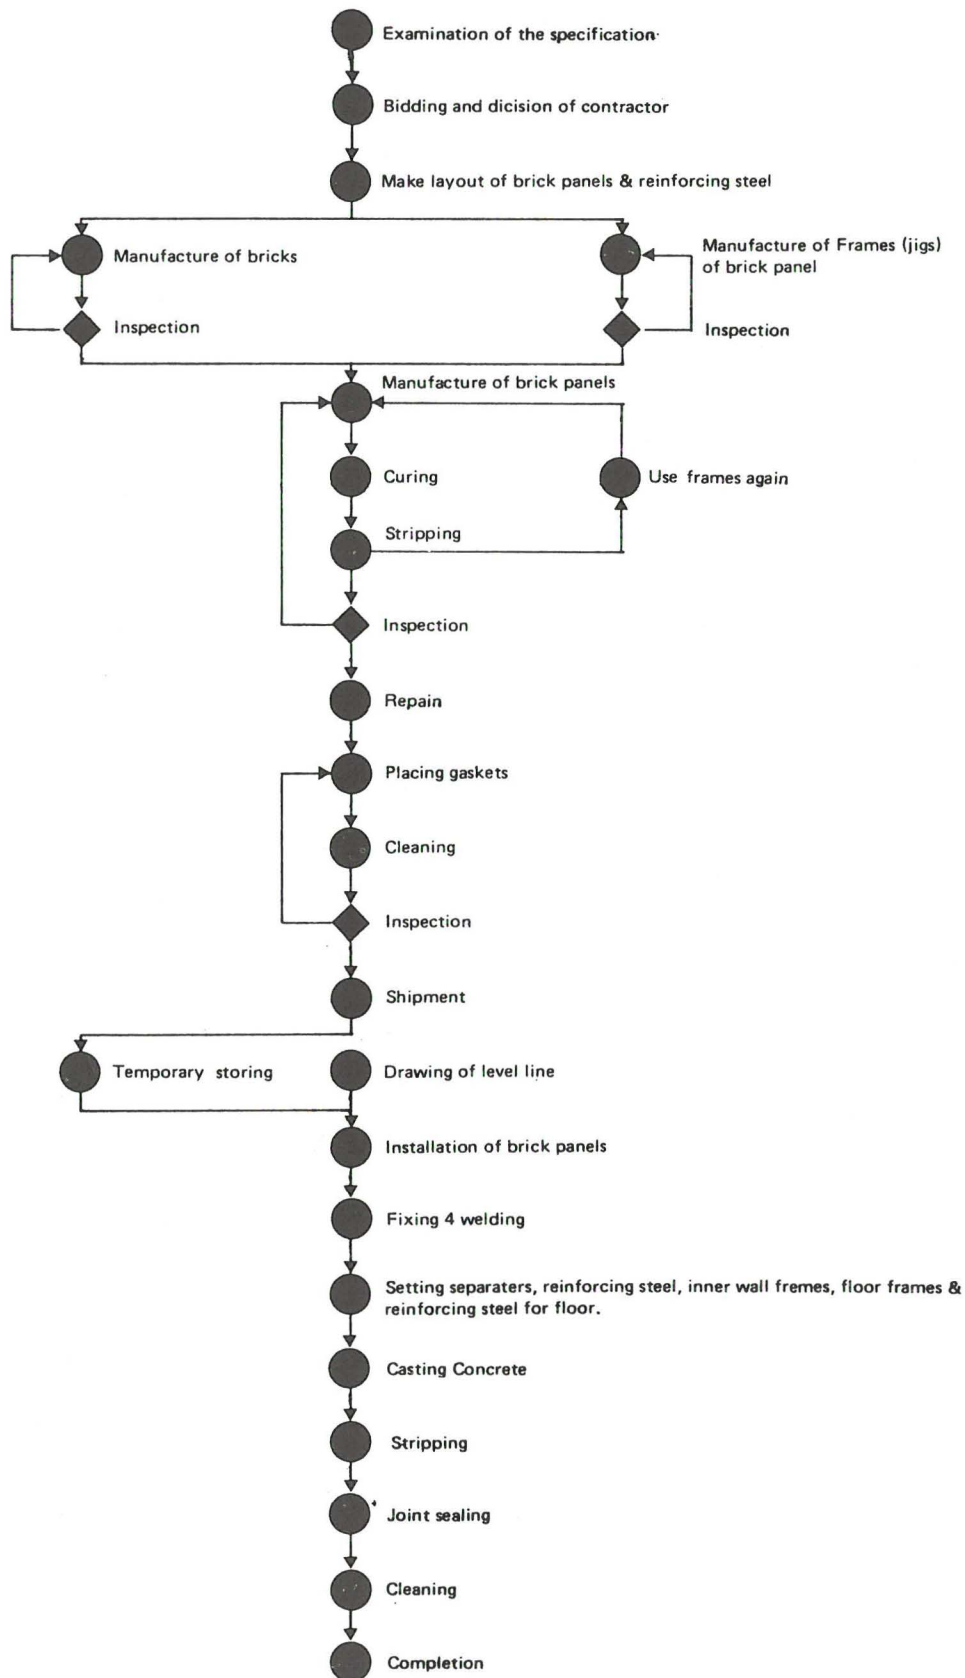 Examination of the specification
Bidding and dicision of contractor
Make layout of brick panels & reinforcing steel
Manufacture of bricks
Manufacture of Frames (jigs)
of brick panel
Inspection
Inspection
Manufacture of brick panels
Curing
Use frames again
Stripping
Inspection
Repain
Placing gaskets
Cleaning
Inspection
Shipment
Temporary storing
Drawing of level line
Installation of brick panels
Fixing 4 welding
Setting separaters, reinforcing steel, inner wall fremes, floor frames &
reinforcing steel for floor.
Casting Concrete
Stripping
Joint sealing
Cleaning
Completion